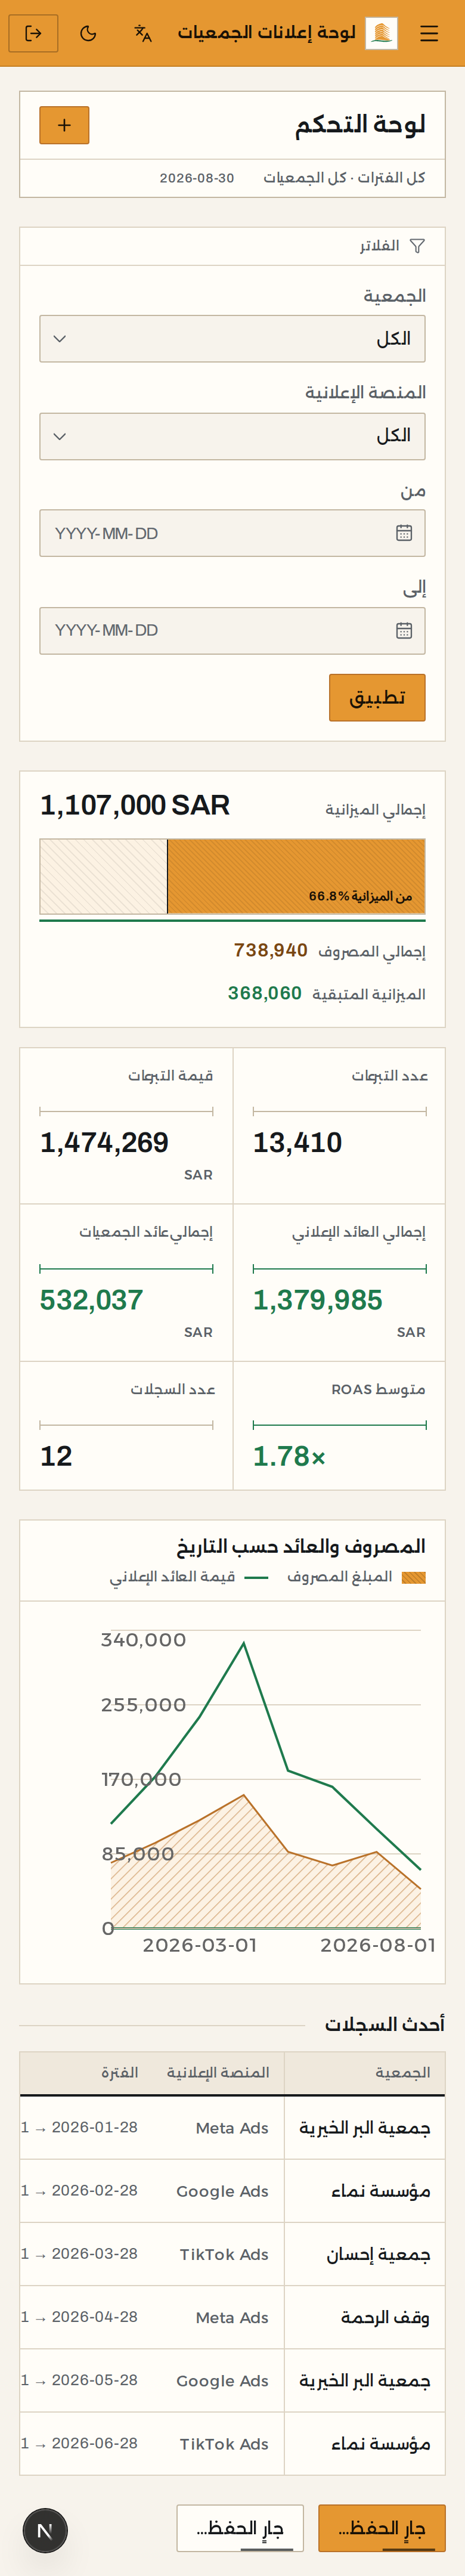 لوحة إعلانات الجمعيات
لوحة التحكم
كل الفترات · كل الجمعيات 2026-08-30
الفلاتر
الجمعية
الكل
المنصة الإعلانية
الكل
من
YYYY-MM-DD
إلى
YYYY-MM-DD
تطبيق
إجمالي الميزانية 1,107,000 SAR
66.8% من الميزانية
إجمالي المصروف 738,940
الميزانية المتبقية 368,060
عدد التبرعات
13,410
قيمة التبرعات
1,474,269
SAR
إجمالي العائد الإعلاني
1,379,985
SAR
إجمالي عائد الجمعيات
532,037
SAR
متوسط ROAS
1.78×
عدد السجلات
12
المصروف والعائد حسب التاريخ
المبلغ المصروف قيمة العائد الإعلاني
340,000
255,000
170,000
85,000
0
2026-03-01 2026-08-01
أحدث السجلات
الجمعية المنصة الإعلانية الفترة
جمعية البر الخيرية Meta Ads 1 → 2026-01-28
مؤسسة نماء Google Ads 1 → 2026-02-28
جمعية إحسان TikTok Ads 1 → 2026-03-28
وقف الرحمة Meta Ads 1 → 2026-04-28
جمعية البر الخيرية Google Ads 1 → 2026-05-28
مؤسسة نماء TikTok Ads 1 → 2026-06-28
جارٍ الحفظ... جارٍ الحفظ...
N